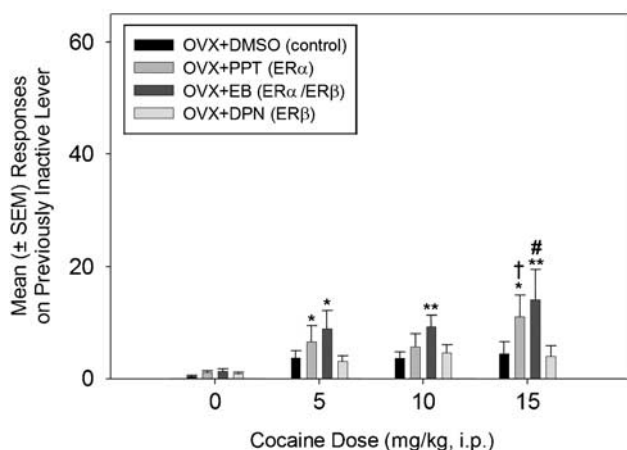 60
40
20
0
Mean (± SEM) Responses
on Previously Inactive Lever
OVX+DMSO (control)
OVX+PPT (ERα)
OVX+EB (ERα/ERβ)
OVX+DPN (ERβ)
* *
**
†
*
#
**
0 5 10 15
Cocaine Dose (mg/kg, i.p.)